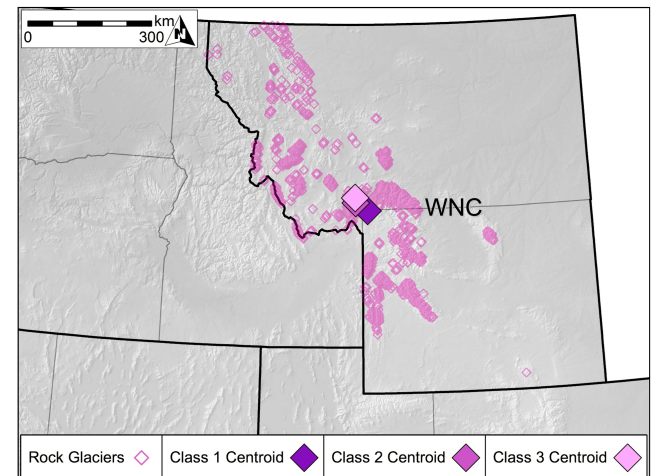 km
0 300
N
WNC
Rock Glaciers Class 1 Centroid Class 2 Centroid Class 3 Centroid